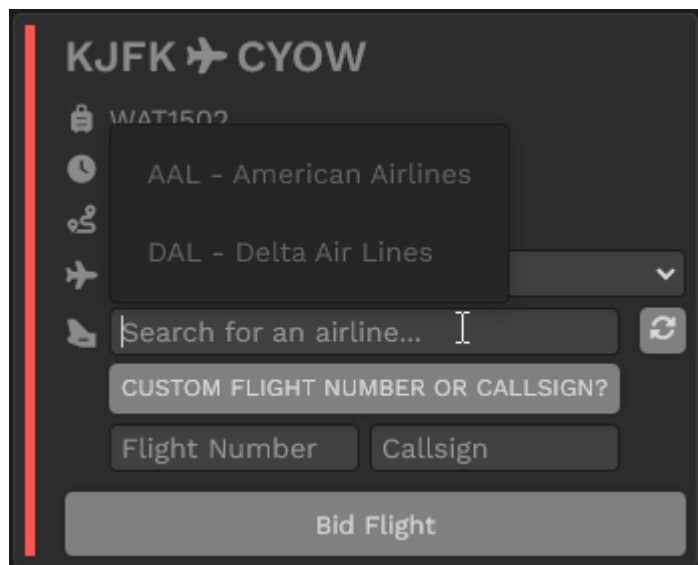 KJFK CYOW
WAT1502
AAL - American Airlines
DAL - Delta Air Lines
Search for an airline...
CUSTOM FLIGHT NUMBER OR CALLSIGN?
Flight Number Callsign
Bid Flight